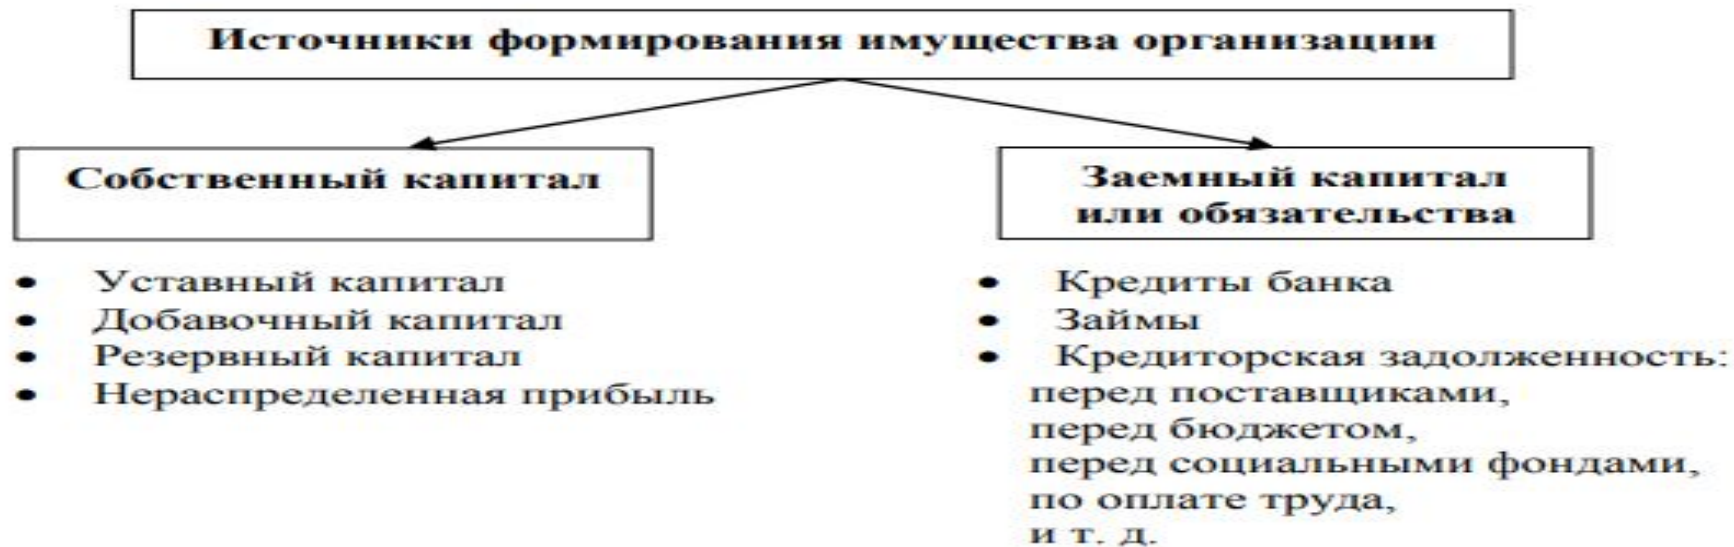 Источники формирования имущества организации
Собственный капитал
• Уставный капитал
• Добавочный капитал
• Резервный капитал
• Нераспределенная прибыль
Заемный капитал
или обязательства
• Кредиты банка
• Займы
• Кредиторская задолженность:
перед поставщиками,
перед бюджетом,
перед социальными фондами,
по оплате труда,
и т. д.